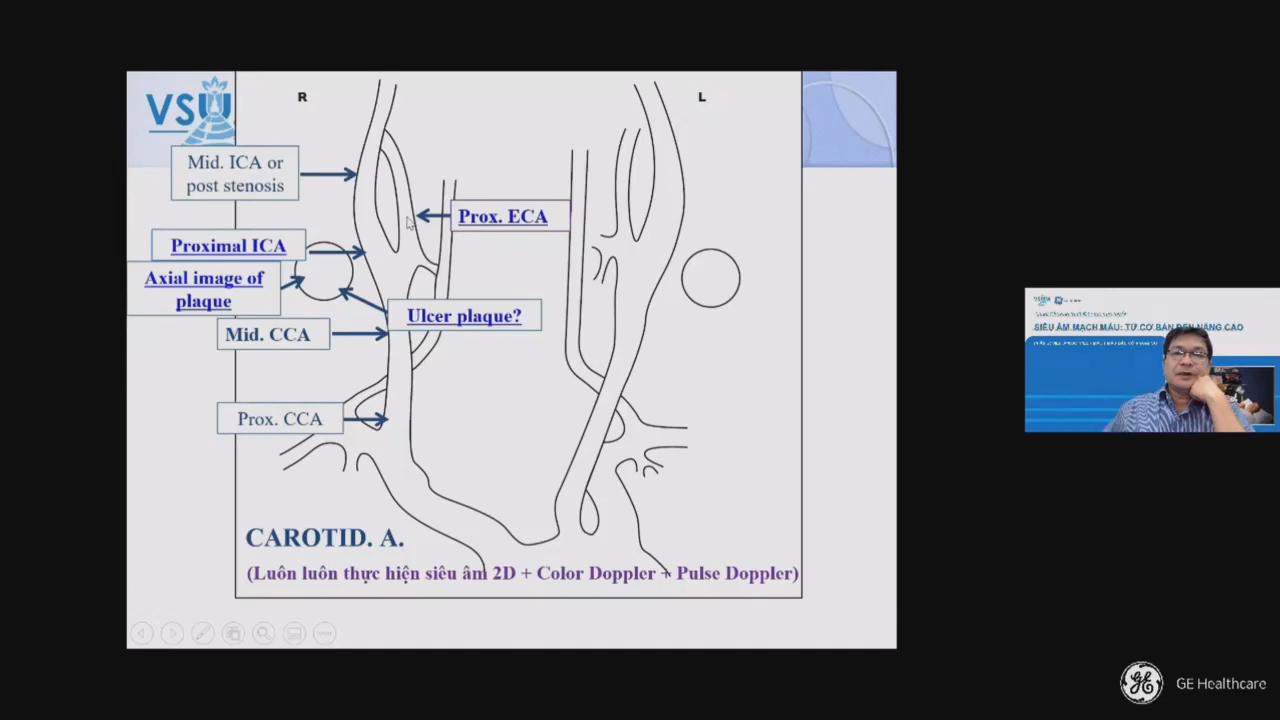 R
L
VSU
Mid. ICA or
post stenosis
Prox. ECA
Proximal ICA
Axial image of
plaque
Ulcer plaque?
Mid. CCA
Prox. CCA
CAROTID. A.
(Luôn luôn thực hiện siêu âm 2D + Color Doppler + Pulse Doppler)
SIÊU ÂM MẠCH MÁU: TỪ CƠ BẢN ĐẾN NÂNG CAO
GE Healthcare